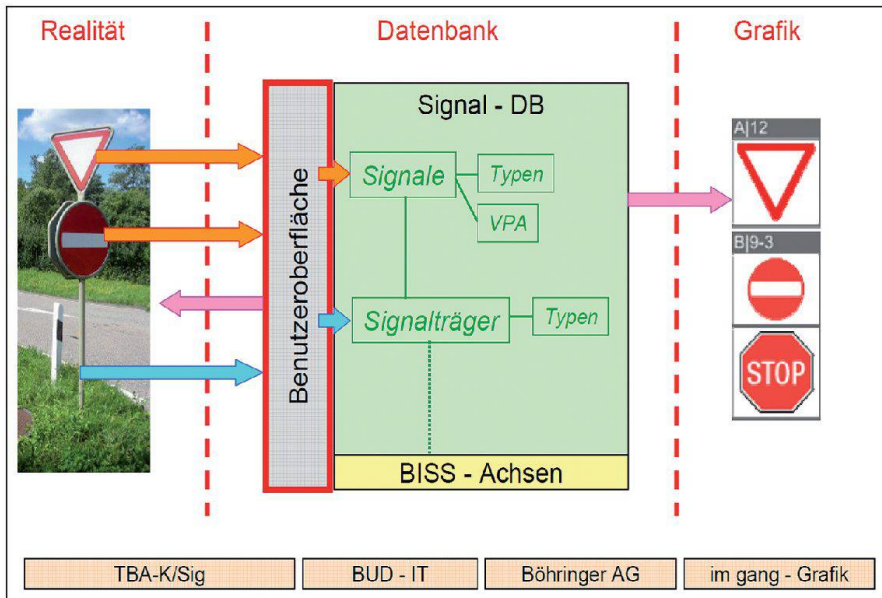 Realität
Datenbank
Grafik
Signal - DB
Benutzeroberfläche
Signale
Typen
VPA
Signalträger
Typen
BISS - Achsen
A|12
B|9-3
STOP
TBA-K/Sig
BUD - IT
Böhringer AG
im gang - Grafik